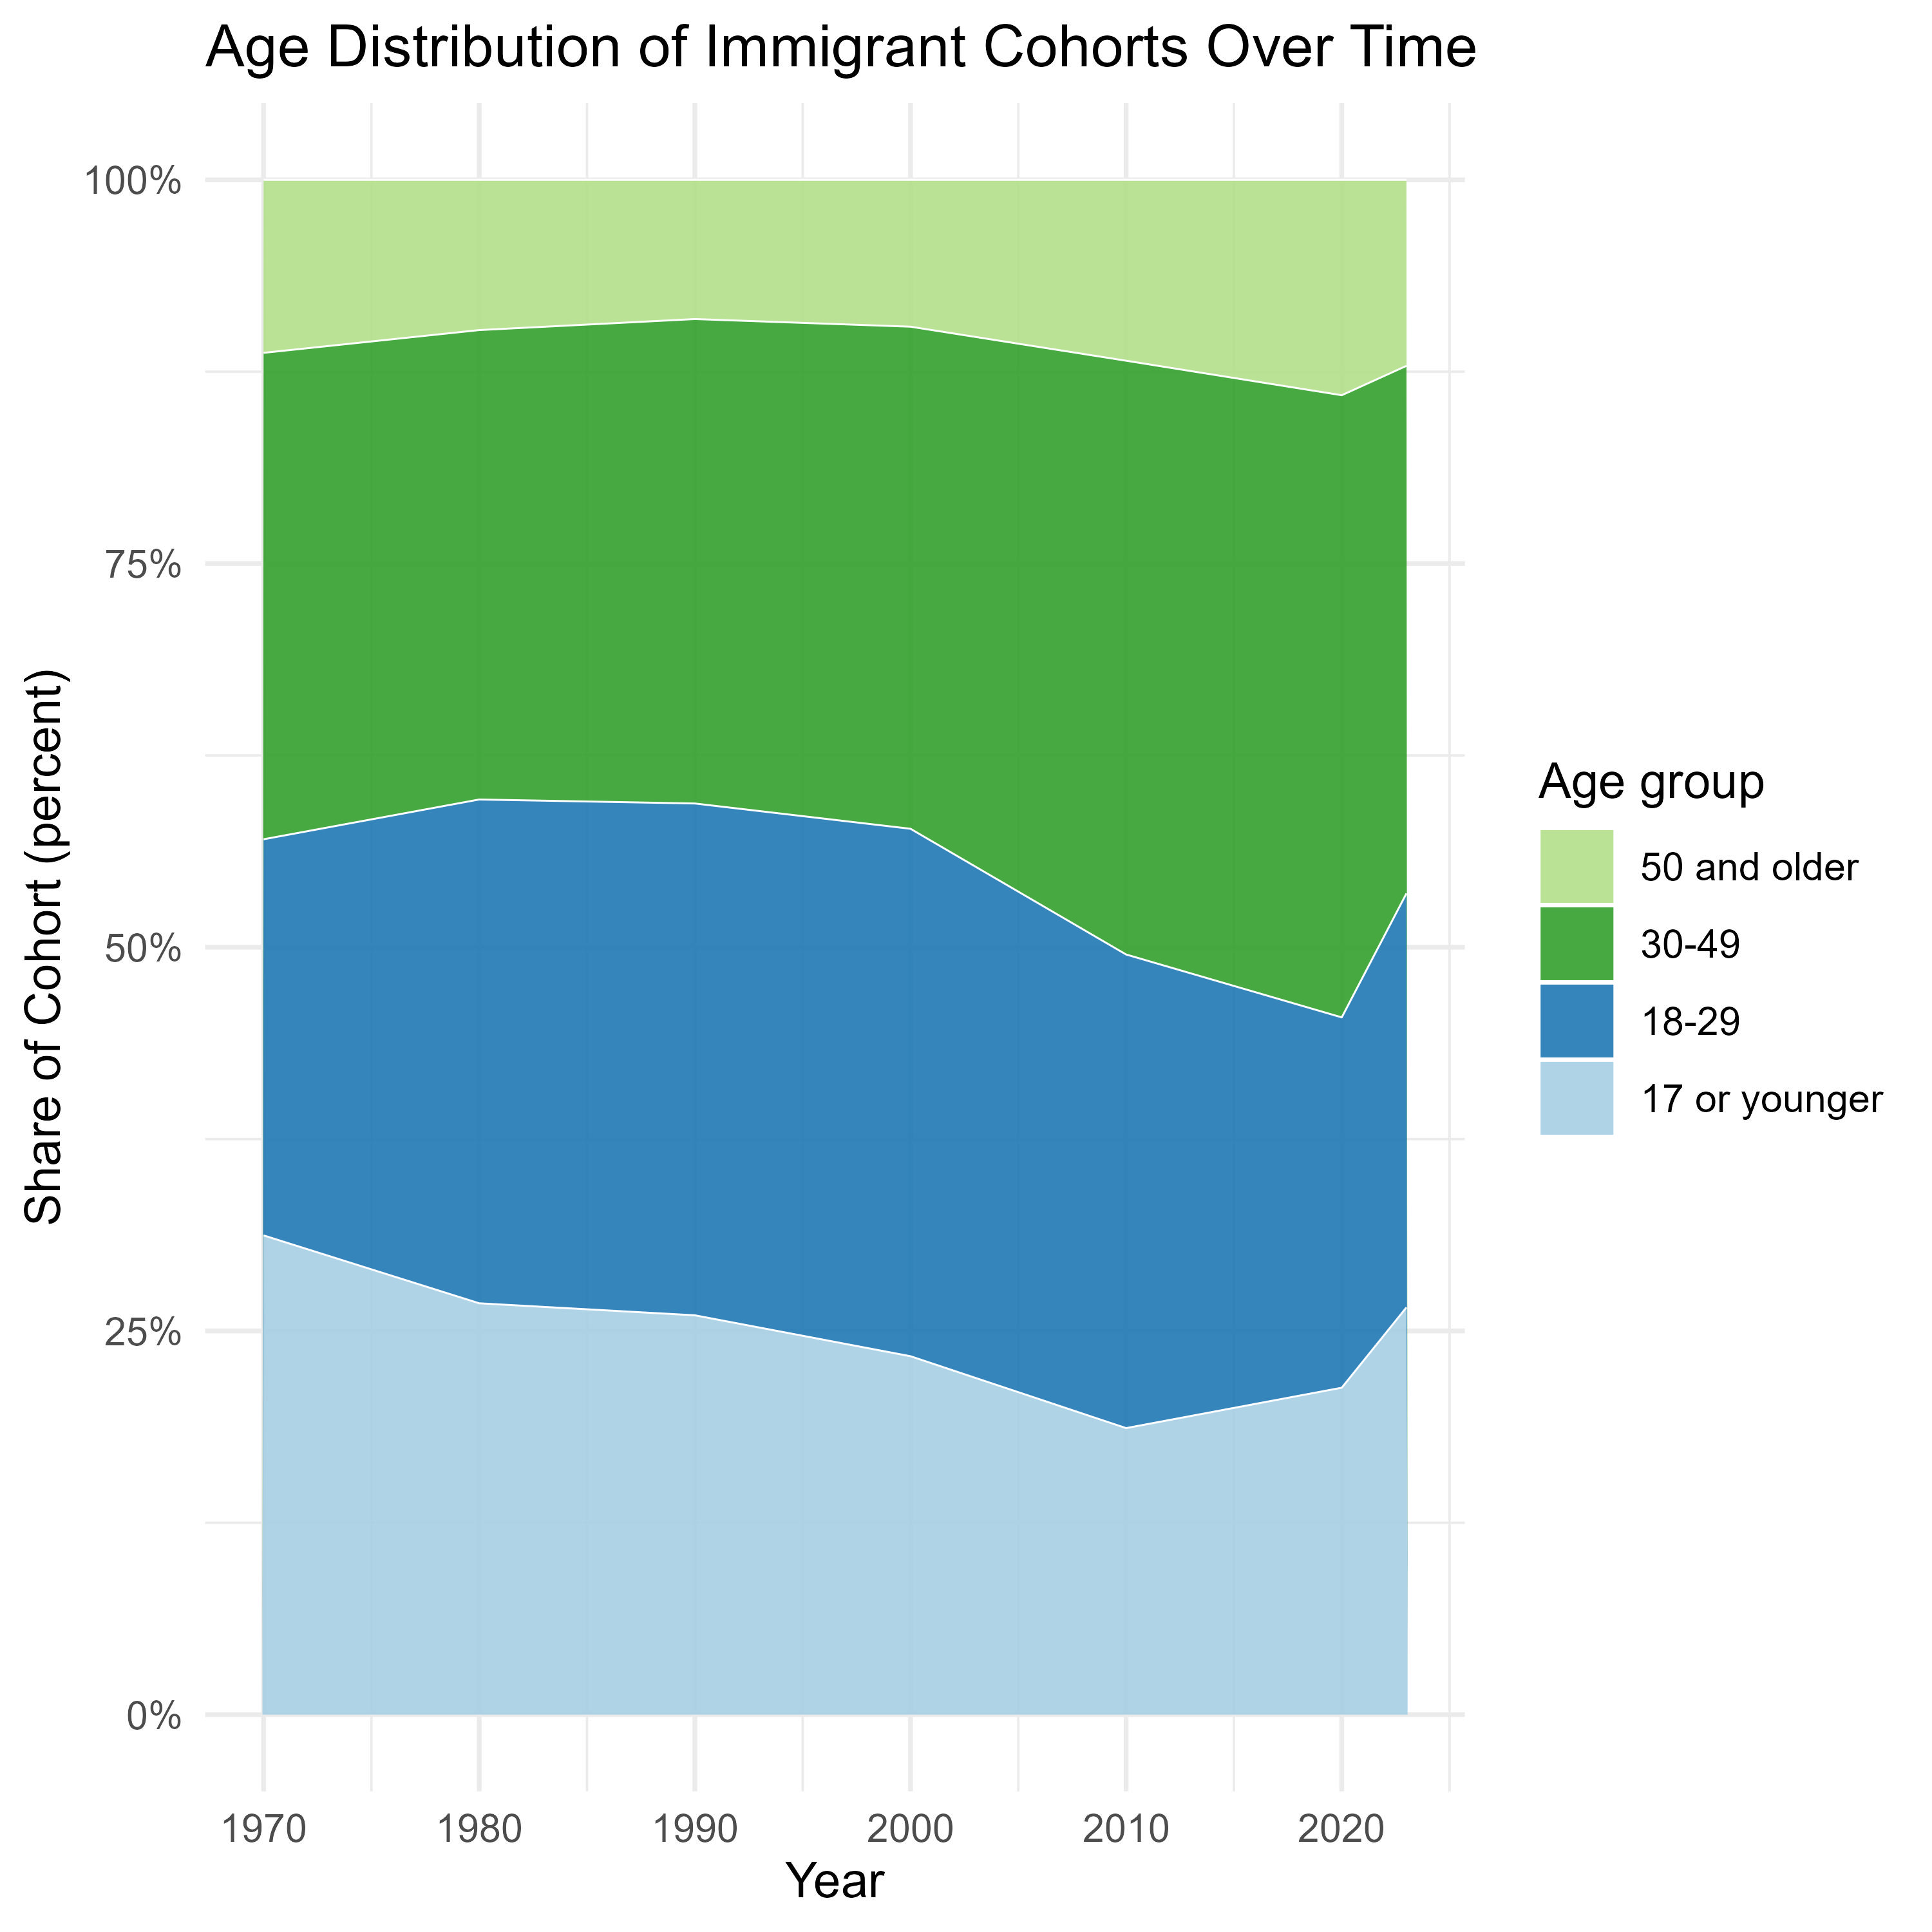 Age Distribution of Immigrant Cohorts Over Time
Share of Cohort (percent)
100%
75%
50%
25%
0%
1970 1980 1990 2000 2010 2020
Year
Age group
50 and older
30-49
18-29
17 or younger